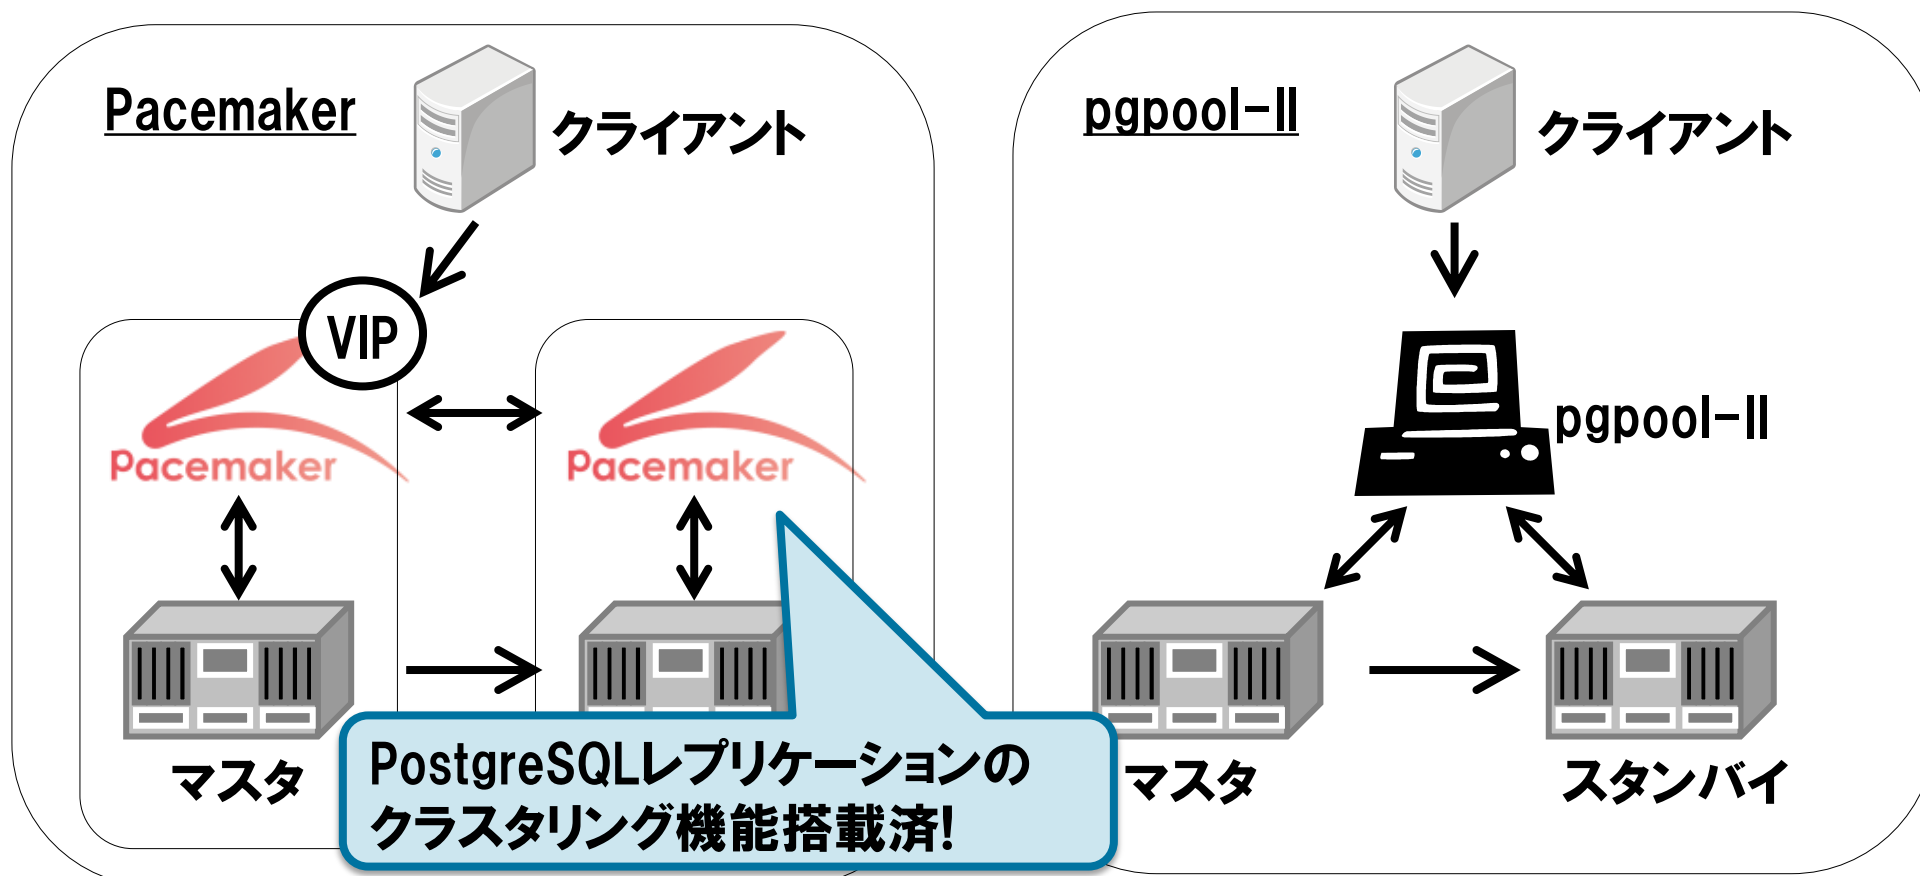 Pacemaker
クライアント
VIP
Pacemaker
Pacemaker
マスタ
PostgreSQLレプリケーションの
クラスタリング機能搭載済!
pgpool-II
クライアント
pgpool-II
マスタ
スタンバイ